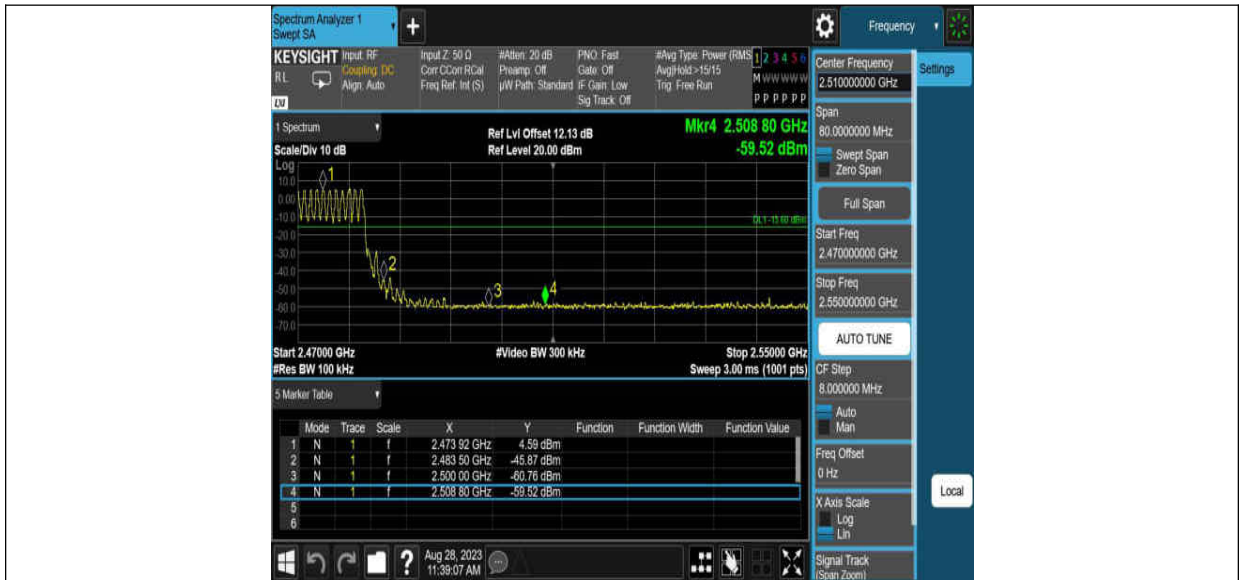 Spectrum Analyzer 1
Swept SA
+
Frequency
KEYSIGHT
RL
LXI
Input: RF
Coupling: DC
Align: Auto
Input Z: 50 Ω
Corr CCorr RCal
Freq Ref: Int (S)
#Atten: 20 dB
Preamp: Off
µW Path: Standard
PNO: Fast
Gate: Off
IF Gain: Low
Sig Track: Off
#Avg Type: Power (RMS
Avg|Hold:>15/15
Trig: Free Run
1 2 3 4 5 6
M W W W W W
P P P P P P
Center Frequency
2.510000000 GHz
Settings
1 Spectrum
Ref Lvl Offset 12.13 dB
Mkr4 2.508 80 GHz
Scale/Div 10 dB
Ref Level 20.00 dBm
-59.52 dBm
Span
80.0000000 MHz
Swept Span
Zero Span
Log
10.0
0.00
-10.0
-20.0
-30.0
-40.0
-50.0
-60.0
-70.0
1
2
3
4
Full Span
Start Freq
2.470000000 GHz
Stop Freq
2.550000000 GHz
AUTO TUNE
Start 2.47000 GHz
#Video BW 300 kHz
Stop 2.55000 GHz
#Res BW 100 kHz
Sweep 3.00 ms (1001 pts)
CF Step
8.000000 MHz
Auto
Man
5 Marker Table
Mode Trace Scale X Y Function Function Width Function Value
1 N 1 f 2.473 92 GHz 4.59 dBm
2 N 1 f 2.483 50 GHz -45.87 dBm
3 N 1 f 2.500 00 GHz -60.76 dBm
4 N 1 f 2.508 80 GHz -59.52 dBm
5
6
Freq Offset
0 Hz
X Axis Scale
Log
Lin
Local
Signal Track
(Span Zoom)
?
Aug 28, 2023
11:39:07 AM